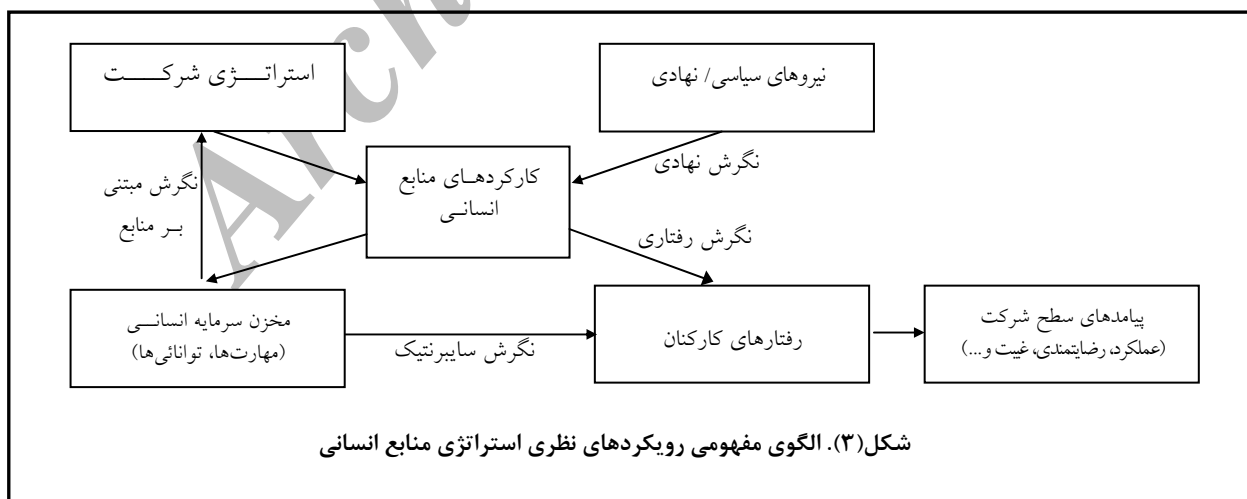 نیروهای سیاسی/ نهادی
استراتژی شرکت
نگرش نهادی
کارکردهای منابع
انسانی
نگرش مبتنی
بر منابع
نگرش رفتاری
پیامدهای سطح شرکت
(عملکرد، رضایتمندی، غیبت و...)
رفتارهای کارکنان
نگرش سایبرنتیک
مخزن سرمایه انسانی
(مهارت‌ها، توانائی‌ها)
شکل(۳). الگوی مفهومی رویکردهای نظری استراتژی منابع انسانی
Arch